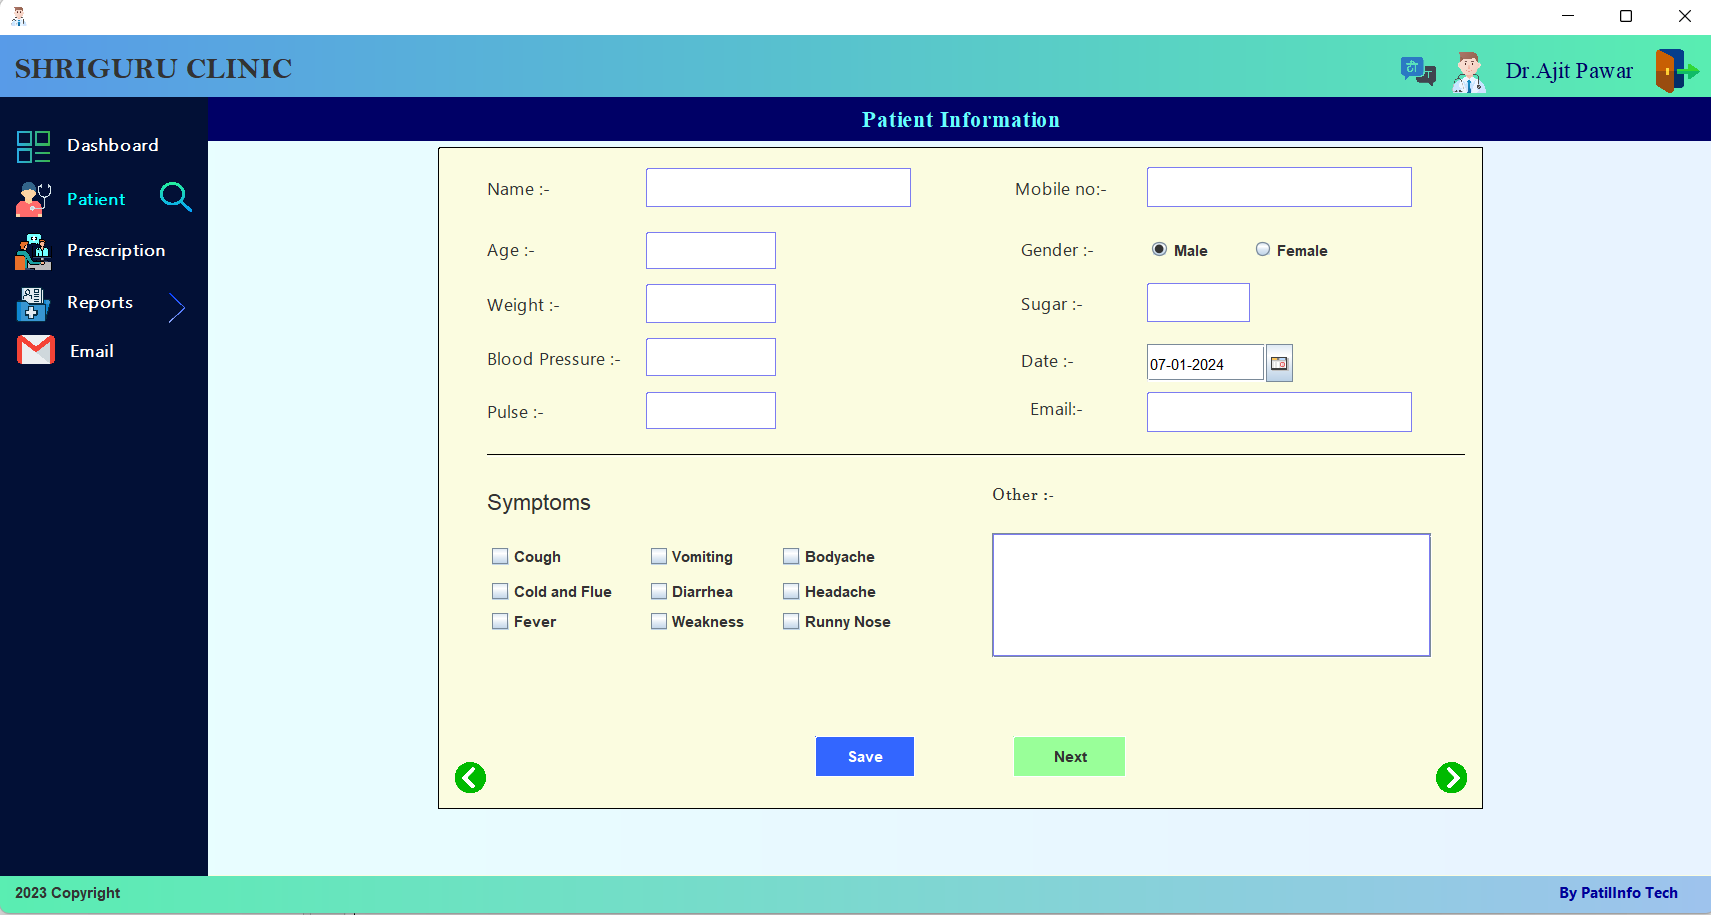 SHRIGURU CLINIC
ही T
Dr.Ajit Pawar
Patient Information
Dashboard
Patient
Prescription
Reports
Email
Name :-
Mobile no:-
Age :-
Gender :- Male Female
Weight :-
Sugar :-
Blood Pressure :-
Date :- 07-01-2024
Pulse :-
Email:-
Symptoms
Other :-
Cough Vomiting Bodyache
Cold and Flue Diarrhea Headache
Fever Weakness Runny Nose
Save Next
2023 Copyright
By PatilInfo Tech